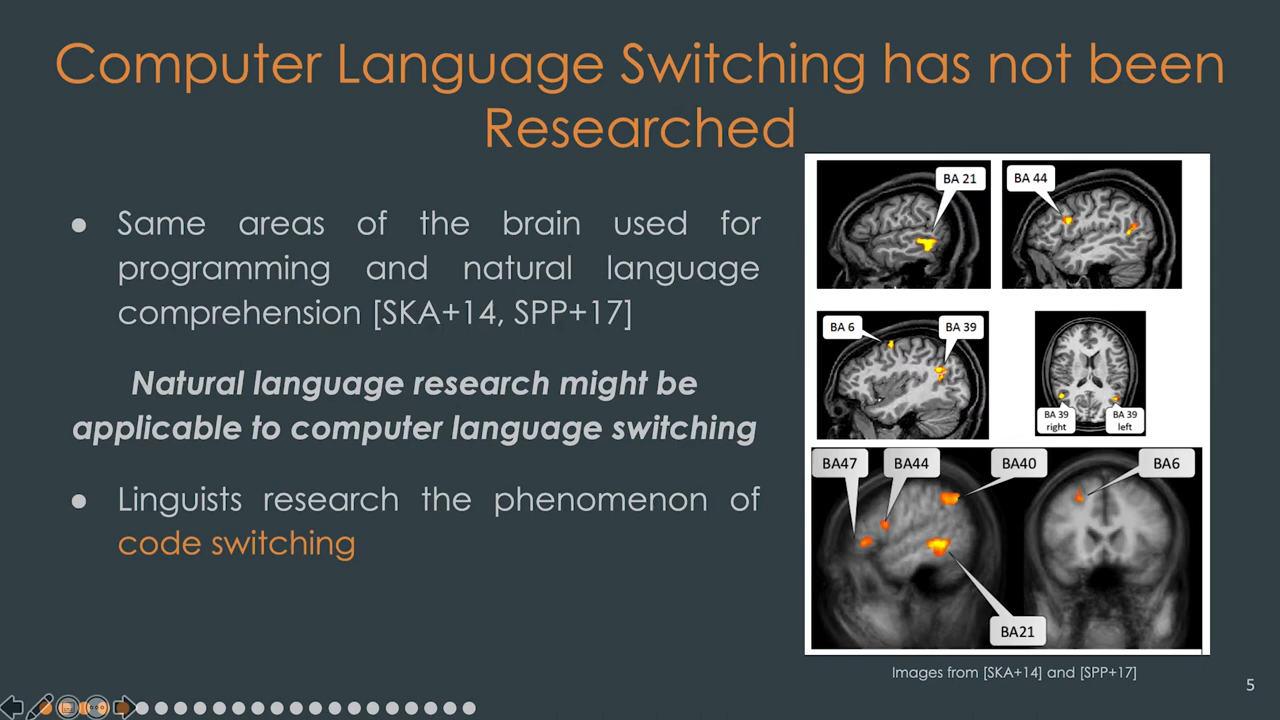 Computer Language Switching has not been
Researched
● Same areas of the brain used for
programming and natural language
comprehension [SKA+14, SPP+17]
Natural language research might be
applicable to computer language switching
● Linguists research the phenomenon of
code switching
BA 21
BA 44
BA 6
BA 39
BA 39
right
BA 39
left
BA47
BA44
BA40
BA6
BA21
Images from [SKA+14] and [SPP+17]
5